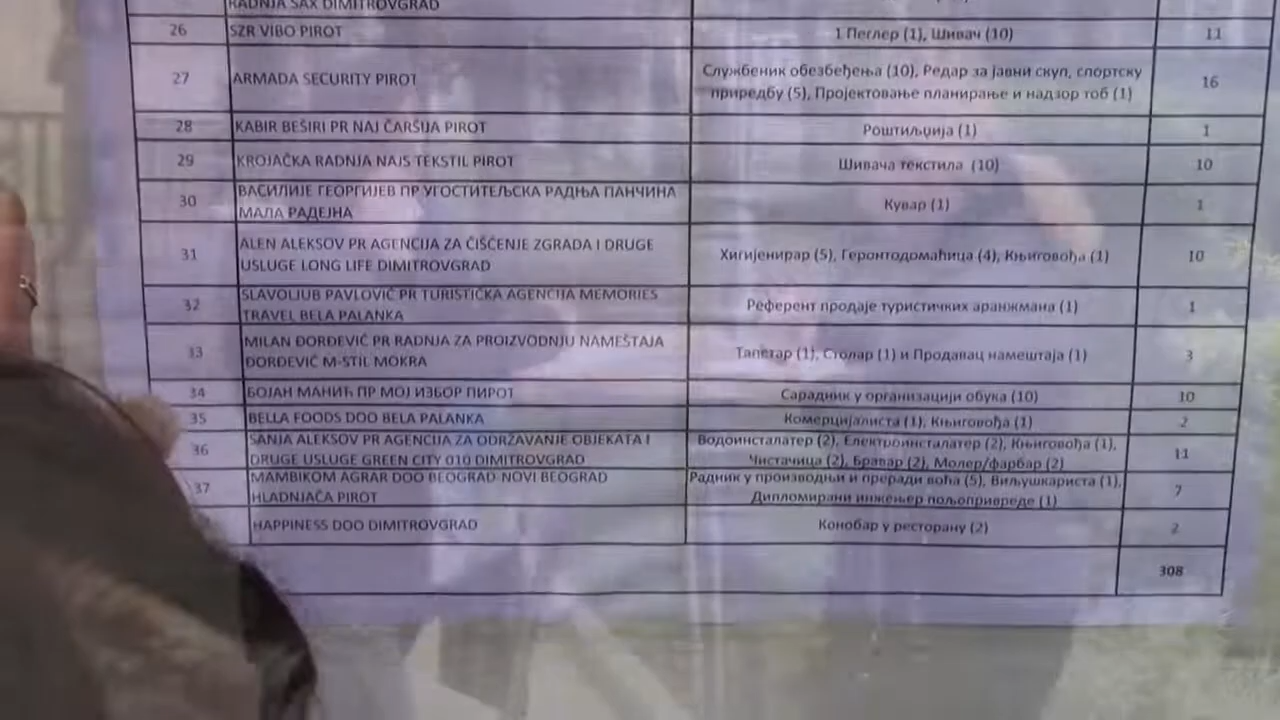 RADNJA SAX DIMITROVGRAD
26 SZR VIBO PIROT 1 Пеглер (1), Шивач (10) 11
27 ARMADA SECURITY PIROT Службеник обезбеђења (10), Редар за јавни скуп, спортску
приредбу (5), Пројектовање планирање и надзор тоб (1) 16
28 KABIR BEŠIRI PR NAJ ČARŠIJA PIROT Роштиљџија (1) 1
29 KROJAČKA RADNJA NAJS TEKSTIL PIROT Шивача текстила (10) 10
30 ВАСИЛИЈЕ ГЕОРГИЈЕВ ПР УГОСТИТЕЉСКА РАДЊА ПАНЧИНА
МАЛА РАДЕЈНА Кувар (1) 1
31 ALEN ALEKSOV PR AGENCIJA ZA ČIŠĆENJE ZGRADA I DRUGE
USLUGE LONG LIFE DIMITROVGRAD Хигијенирар (5), Геронтодомаћица (4), Књиговођа (1) 10
32 SLAVOLJUB PAVLOVIĆ PR TURISTIČKA AGENCIJA MEMORIES
TRAVEL BELA PALANKA Референт продаје туристичких аранжмана (1) 1
33 MILAN ĐORĐEVIĆ PR RADNJA ZA PROIZVODNJU NAMEŠTAJA
ĐORĐEVIĆ M-STIL MOKRA Тапетар (1), Столар (1) и Продавац намештаја (1) 3
34 БОЈАН МАНИЋ ПР МОЈ ИЗБОР ПИРОТ Сарадник у организацији обука (10) 10
35 BELLA FOODS DOO BELA PALANKA Комерцијалиста (1), Књиговођа (1) 2
36 SANJA ALEKSOV PR AGENCIJA ZA ODRŽAVANJE OBJEKATA I
DRUGE USLUGE GREEN CITY 010 DIMITROVGRAD Водоинсталатер (2), Електроинсталатер (2), Књиговођа (1),
Чистачица (2), Бравар (2), Молер/фарбар (2) 11
37 MAMBIKOM AGRAR DOO BEOGRAD-NOVI BEOGRAD
HLADNJAČA PIROT Радник у производњи и преради воћа (5), Виљушкариста (1),
Дипломирани инжењер пољопривреде (1) 7
HAPPINESS DOO DIMITROVGRAD Конобар у ресторану (2) 2
308